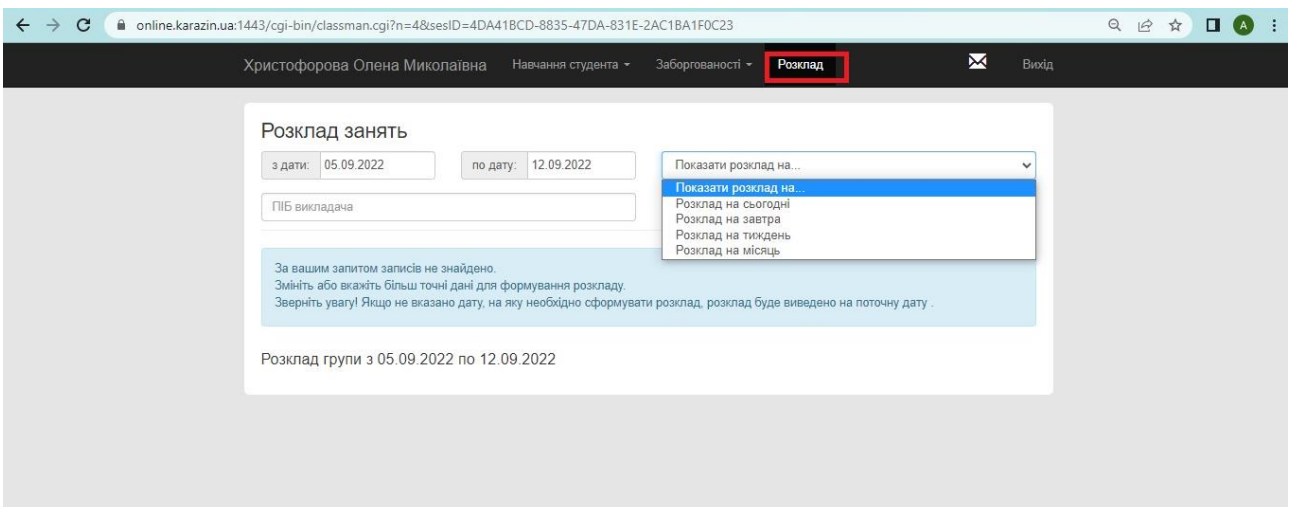 online.karazin.ua:1443/cgi-bin/classman.cgi?n=4&sesID=4DA41BCD-8835-47DA-831E-2AC1BA1F0C23
A
Христофорова Олена Миколаївна Навчання студента Заборгованості Розклад Вихід
Розклад занять
з дати: 05.09.2022 по дату: 12.09.2022 Показати розклад на...
Показати розклад на...
ПІБ викладача Розклад на сьогодні
Розклад на завтра
Розклад на тиждень
Розклад на місяць
За вашим запитом записів не знайдено.
Змініть або вкажіть більш точні дані для формування розкладу.
Зверніть увагу! Якщо не вказано дату, на яку необхідно сформувати розклад, розклад буде виведено на поточну дату .
Розклад групи з 05.09.2022 по 12.09.2022